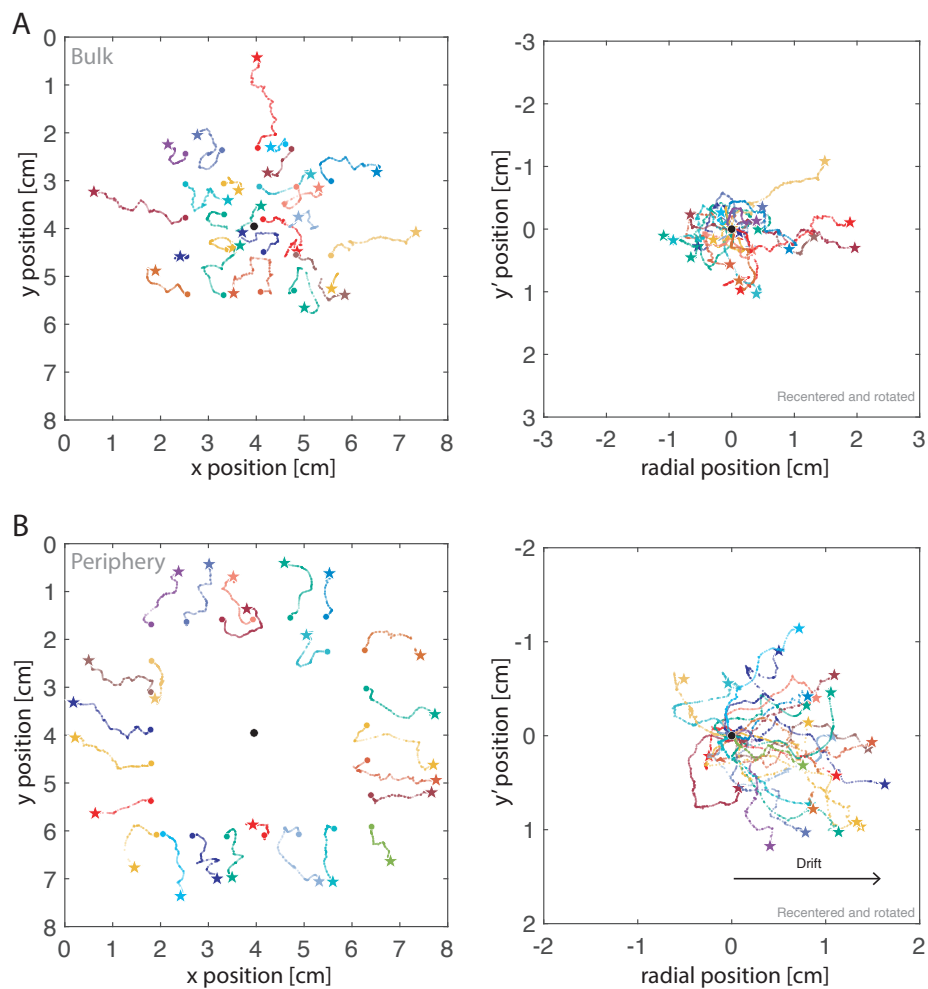 A
Bulk
0
1
2
3
4
5
6
7
8
y position [cm]
0 1 2 3 4 5 6 7 8
x position [cm]
-3
-2
-1
0
1
2
3
y' position [cm]
Recentered and rotated
-3 -2 -1 0 1 2 3
radial position [cm]
B
Periphery
0
1
2
3
4
5
6
7
8
y position [cm]
0 1 2 3 4 5 6 7 8
x position [cm]
-2
-1
0
1
2
y' position [cm]
Drift
Recentered and rotated
-2 -1 0 1 2
radial position [cm]